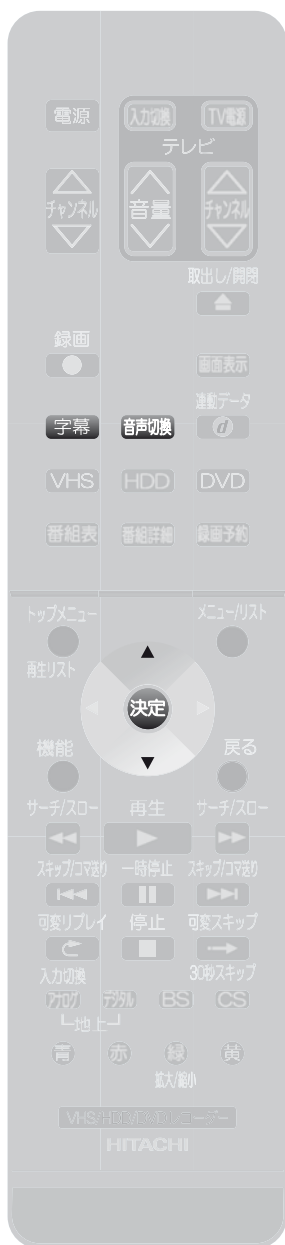 電源 入力切換 TV電源
テレビ
チャンネル 音量 チャンネル
取出し/開閉
録画
画面表示
連動データ
字幕 音声切換 d
VHS HDD DVD
番組表 番組詳細 録画予約
トップメニュー メニュー/リスト
再生リスト
決定
機能 戻る
サーチ/スロー 再生 サーチ/スロー
スキップ/コマ送り 一時停止 スキップ/コマ送り
可変リプレイ 停止 可変スキップ
入力切換 30秒スキップ
アナログ デジタル BS CS
地上
青 赤 緑 黄
拡大/縮小
VHS/HDD/DVDレコーダー
HITACHI